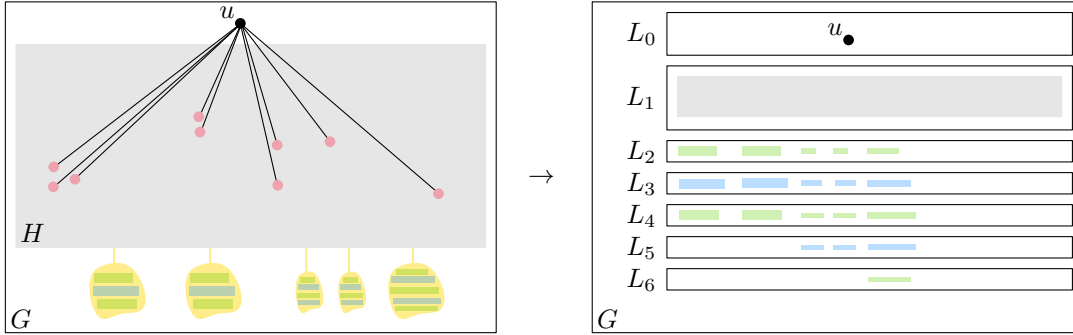 u
H
G
→
L₀
u
L₁
L₂
L₃
L₄
L₅
L₆
G